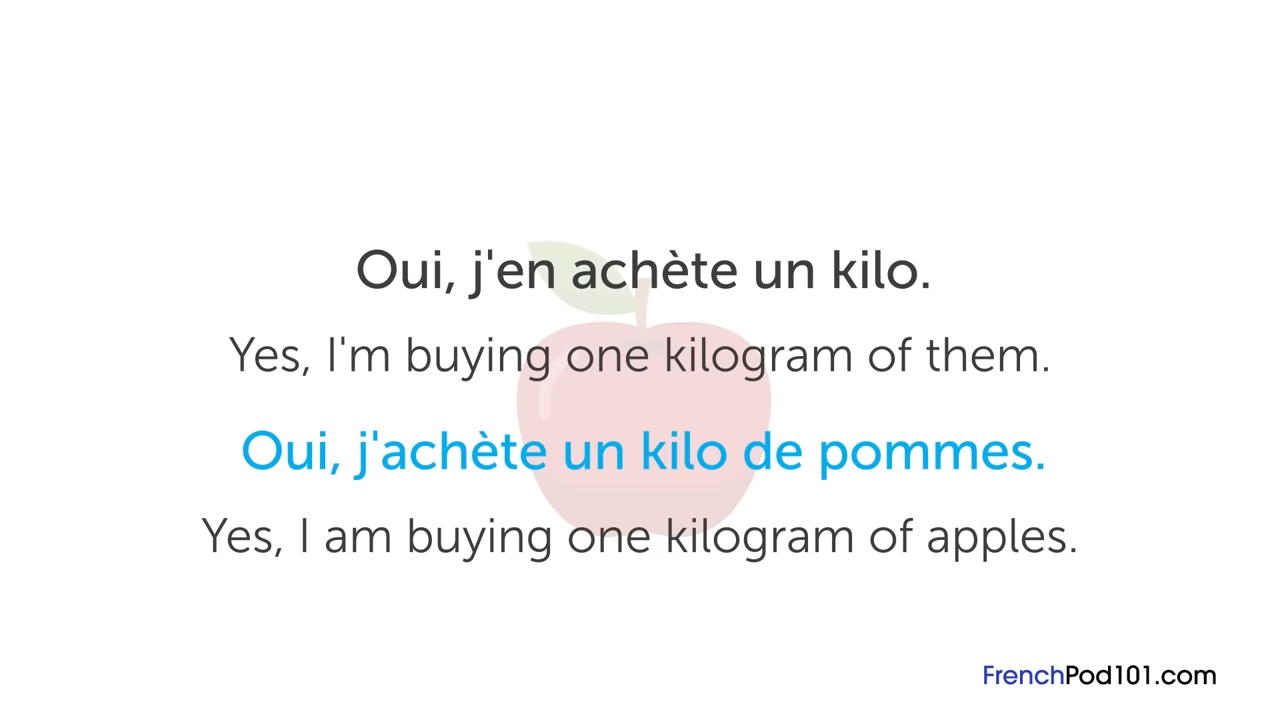 Oui, j'en achète un kilo.
Yes, I'm buying one kilogram of them.
Oui, j'achète un kilo de pommes.
Yes, I am buying one kilogram of apples.
FrenchPod101.com